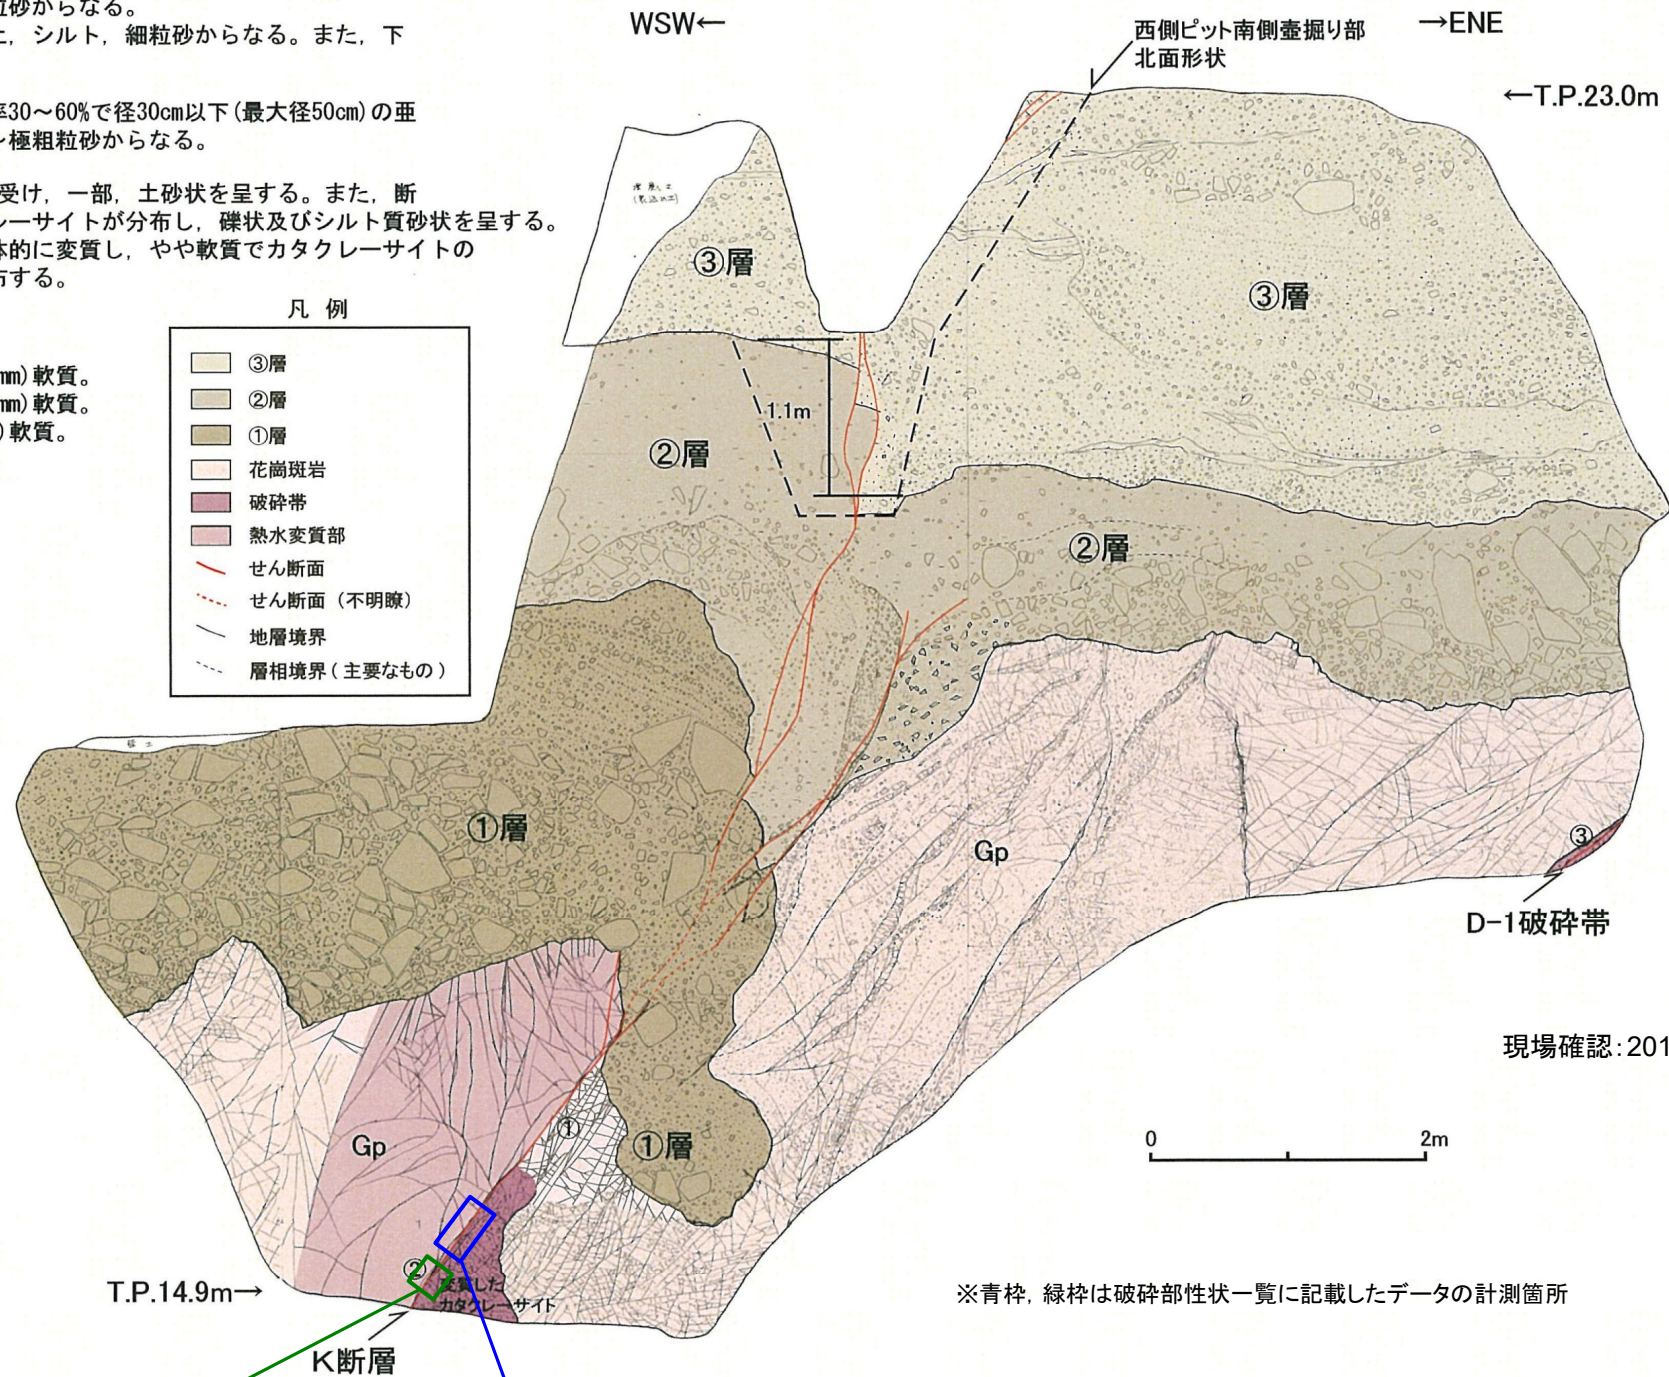 粒砂からなる。
土, シルト, 細粒砂からなる。また, 下
率30～60%で径30cm以下(最大径50cm)の亜
～極粗粒砂からなる。
受け, 一部, 土砂状を呈する。また, 断
レーサイトが分布し, 礫状及びシルト質砂状を呈する。
体的に変質し, やや軟質でカタクレーサイトの
布する。
mm)軟質。
mm)軟質。
)軟質。
凡 例
③層
②層
①層
花崗斑岩
破砕帯
熱水変質部
せん断面
せん断面（不明瞭）
地層境界
層相境界(主要なもの)
WSW←
西側ピット南側壺掘り部
北面形状
→ENE
←T.P.23.0m
③層
③層
1.1m
②層
②層
①層
Gp
③
D-1破砕帯
現場確認:201
①
①層
Gp
0
2m
②
変質した
カタクレーサイト
T.P.14.9m→
K断層
※青枠, 緑枠は破砕部性状一覧に記載したデータの計測箇所